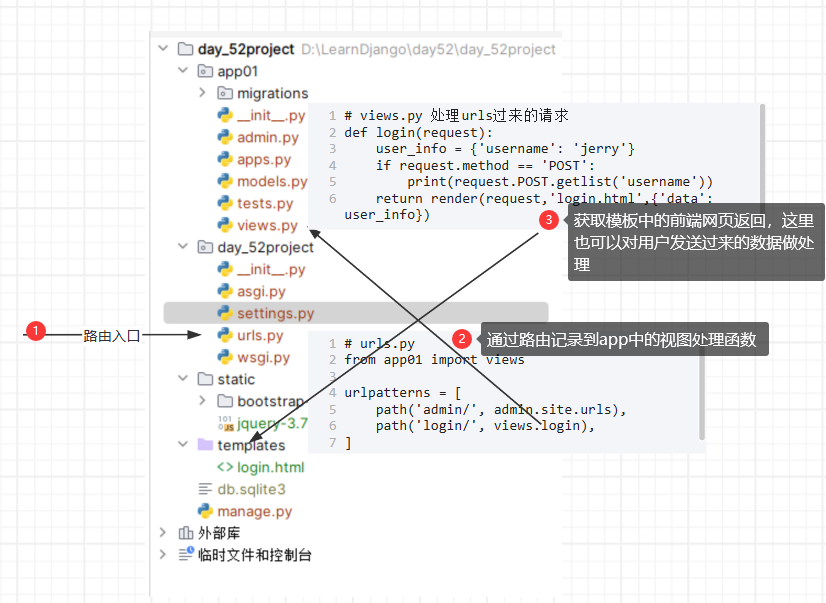 day_52project D:\LearnDjango\day52\day_52project
app01
migrations
__init__.py
admin.py
apps.py
models.py
tests.py
views.py
1 # views.py 处理urls过来的请求
2 def login(request):
3 user_info = {'username': 'jerry'}
4 if request.method == 'POST':
5 print(request.POST.getlist('username'))
6 return render(request,'login.html',{'data':
user_info})
3
获取模板中的前端网页返回，这里
也可以对用户发送过来的数据做处
理
day_52project
__init__.py
asgi.py
settings.py
1
路由入口
urls.py
wsgi.py
2
通过路由记录到app中的视图处理函数
1 # urls.py
2 from app01 import views
3
4 urlpatterns = [
5 path('admin/', admin.site.urls),
6 path('login/', views.login),
7 ]
static
bootstrap-
JS
jquery-3.7
templates
<> login.html
db.sqlite3
manage.py
外部库
临时文件和控制台